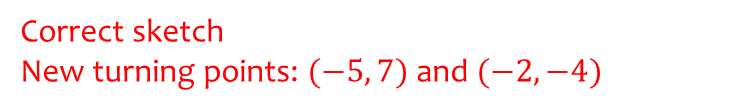 Correct sketch
New turning points: (−5, 7) and (−2, −4)